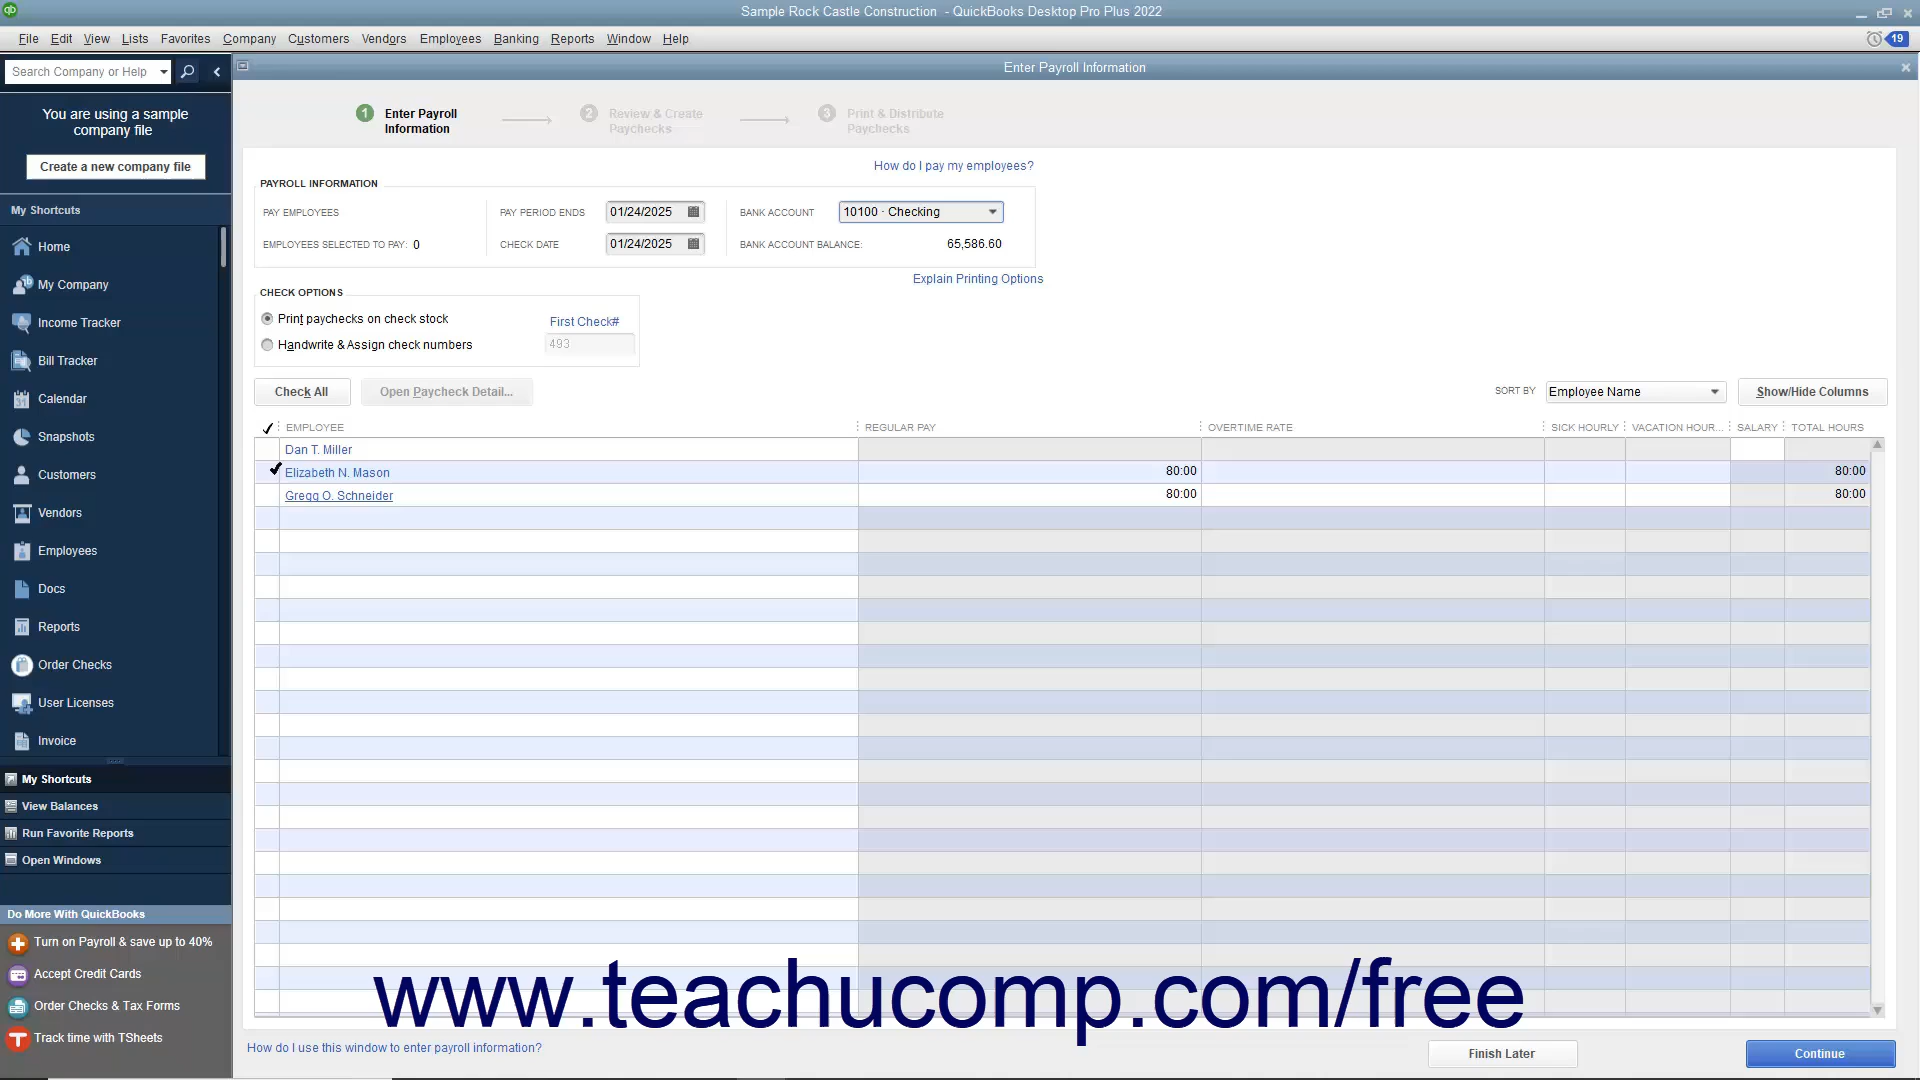 Sample Rock Castle Construction - QuickBooks Desktop Pro Plus 2022
File Edit View Lists Favorites Company Customers Vendors Employees Banking Reports Window Help
19
Search Company or Help
Enter Payroll Information
You are using a sample
company file
Create a new company file
My Shortcuts
Home
My Company
Income Tracker
Bill Tracker
Calendar
Snapshots
Customers
Vendors
Employees
Docs
Reports
Order Checks
User Licenses
Invoice
My Shortcuts
View Balances
Run Favorite Reports
Open Windows
Do More With QuickBooks
Turn on Payroll & save up to 40%
Accept Credit Cards
Order Checks & Tax Forms
Track time with TSheets
1 Enter Payroll
Information
2 Review & Create
Paychecks
3 Print & Distribute
Paychecks
How do I pay my employees?
PAYROLL INFORMATION
PAY EMPLOYEES
PAY PERIOD ENDS 01/24/2025
BANK ACCOUNT 10100 · Checking
EMPLOYEES SELECTED TO PAY: 0
CHECK DATE 01/24/2025
BANK ACCOUNT BALANCE: 65,586.60
Explain Printing Options
CHECK OPTIONS
Print paychecks on check stock
First Check#
Handwrite & Assign check numbers
493
Check All Open Paycheck Detail...
SORT BY Employee Name Show/Hide Columns
EMPLOYEE REGULAR PAY OVERTIME RATE SICK HOURLY VACATION HOUR... SALARY TOTAL HOURS
Dan T. Miller
Elizabeth N. Mason 80:00 80:00
Gregg O. Schneider 80:00 80:00
www.teachucomp.com/free
How do I use this window to enter payroll information?
Finish Later Continue